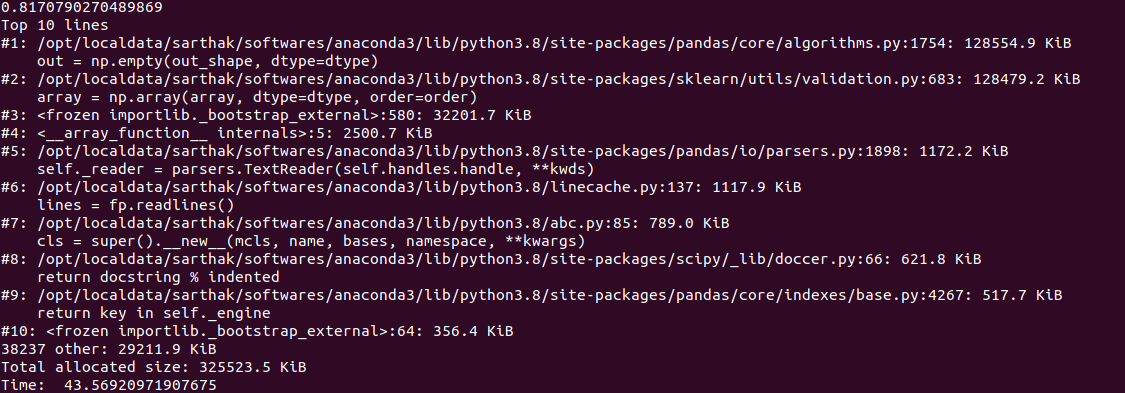 0.8170790270489869
Top 10 lines
#1: /opt/localdata/sarthak/softwares/anaconda3/lib/python3.8/site-packages/pandas/core/algorithms.py:1754: 128554.9 KiB
    out = np.empty(out_shape, dtype=dtype)
#2: /opt/localdata/sarthak/softwares/anaconda3/lib/python3.8/site-packages/sklearn/utils/validation.py:683: 128479.2 KiB
    array = np.array(array, dtype=dtype, order=order)
#3: <frozen importlib._bootstrap_external>:580: 32201.7 KiB
#4: <__array_function__ internals>:5: 2500.7 KiB
#5: /opt/localdata/sarthak/softwares/anaconda3/lib/python3.8/site-packages/pandas/io/parsers.py:1898: 1172.2 KiB
    self._reader = parsers.TextReader(self.handles.handle, **kwds)
#6: /opt/localdata/sarthak/softwares/anaconda3/lib/python3.8/linecache.py:137: 1117.9 KiB
    lines = fp.readlines()
#7: /opt/localdata/sarthak/softwares/anaconda3/lib/python3.8/abc.py:85: 789.0 KiB
    cls = super().__new__(mcls, name, bases, namespace, **kwargs)
#8: /opt/localdata/sarthak/softwares/anaconda3/lib/python3.8/site-packages/scipy/_lib/doccer.py:66: 621.8 KiB
    return docstring % indented
#9: /opt/localdata/sarthak/softwares/anaconda3/lib/python3.8/site-packages/pandas/core/indexes/base.py:4267: 517.7 KiB
    return key in self._engine
#10: <frozen importlib._bootstrap_external>:64: 356.4 KiB
38237 other: 29211.9 KiB
Total allocated size: 325523.5 KiB
Time:  43.56920971907675